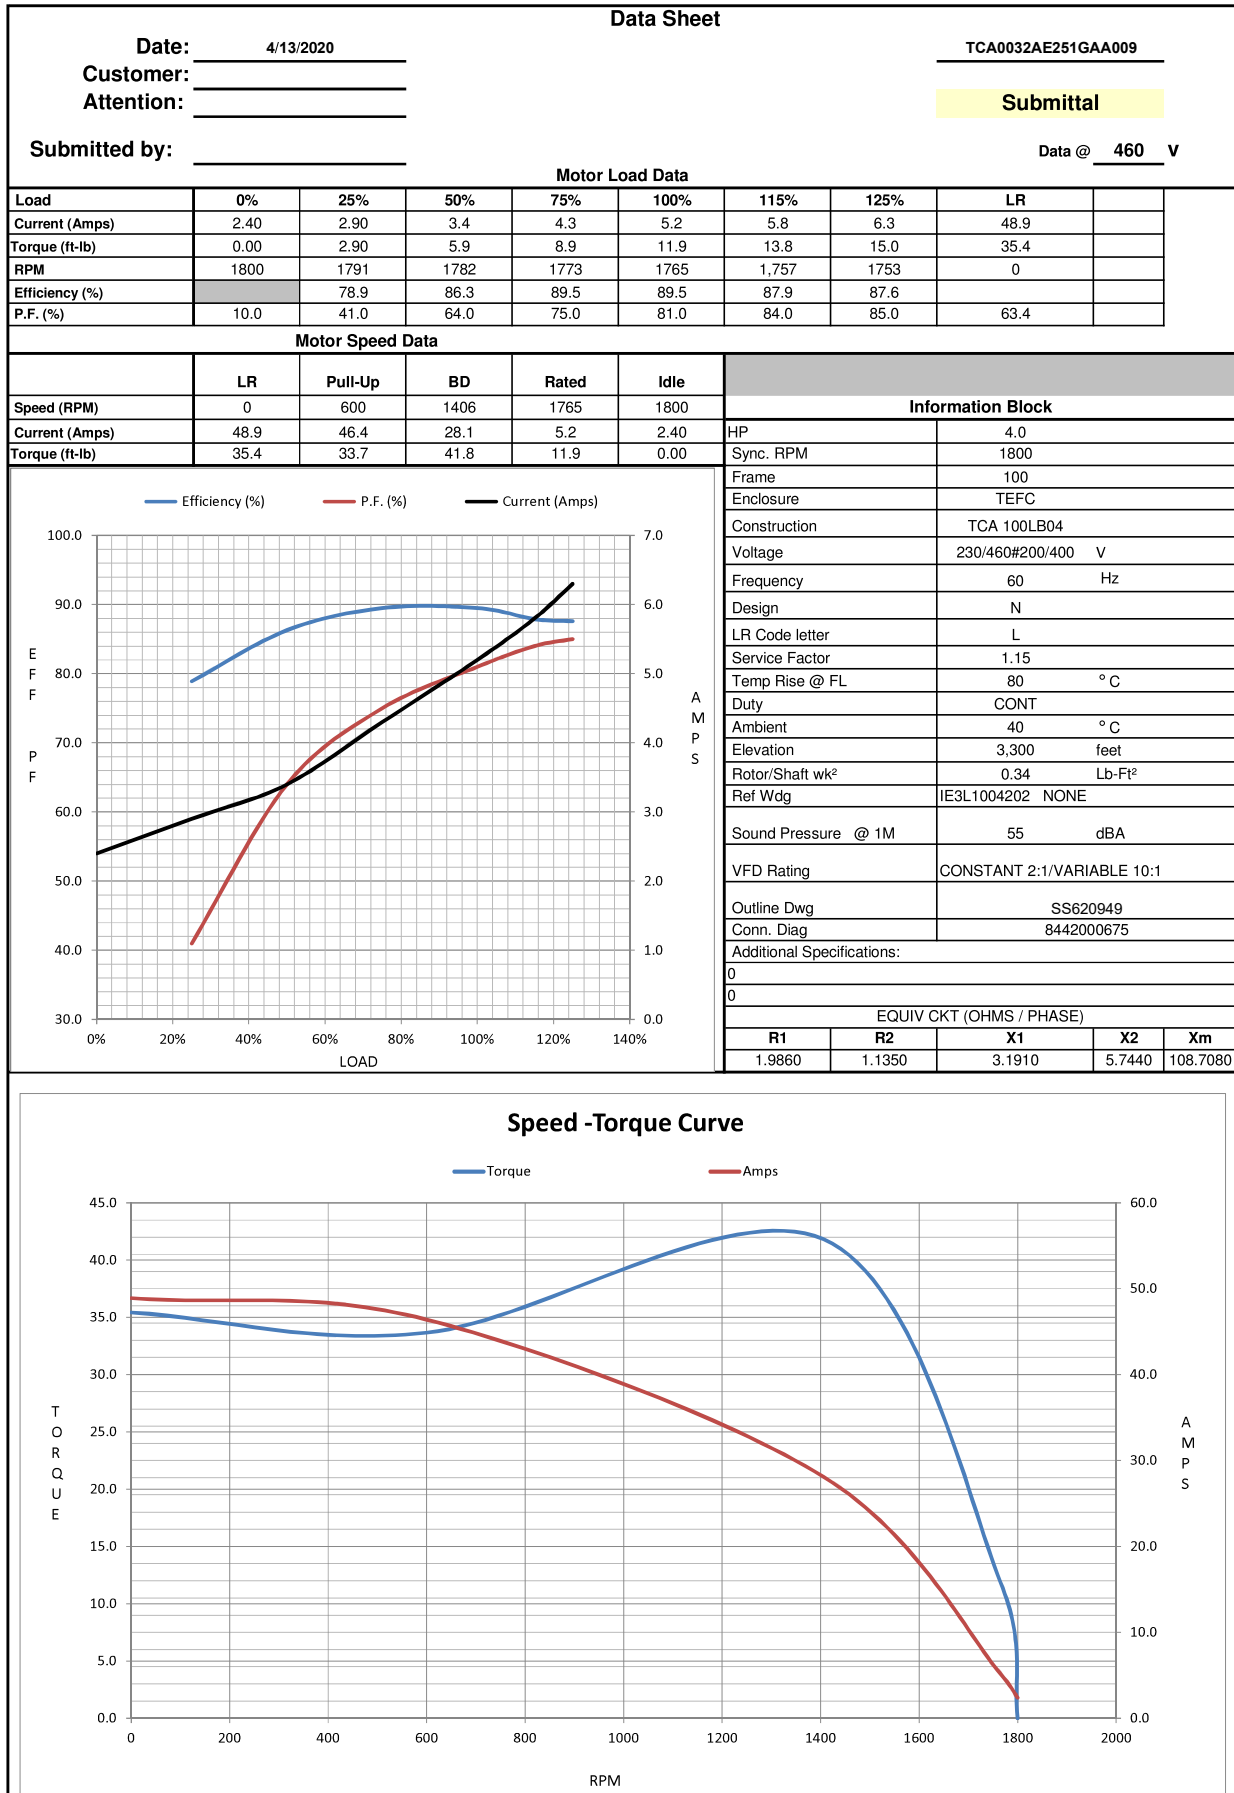 Data Sheet
Date: 4/13/2020 TCA0032AE251GAA009
Customer:
Attention: Submittal
Submitted by: Data @ 460 V
Motor Load Data
Load 0% 25% 50% 75% 100% 115% 125% LR
Current (Amps) 2.40 2.90 3.4 4.3 5.2 5.8 6.3 48.9
Torque (ft-lb) 0.00 2.90 5.9 8.9 11.9 13.8 15.0 35.4
RPM 1800 1791 1782 1773 1765 1,757 1753 0
Efficiency (%) 78.9 86.3 89.5 89.5 87.9 87.6
P.F. (%) 10.0 41.0 64.0 75.0 81.0 84.0 85.0 63.4
Motor Speed Data
LR Pull-Up BD Rated Idle
Speed (RPM) 0 600 1406 1765 1800
Current (Amps) 48.9 46.4 28.1 5.2 2.40
Torque (ft-lb) 35.4 33.7 41.8 11.9 0.00
Information Block
HP 4.0
Sync. RPM 1800
Frame 100
Enclosure TEFC
Construction TCA 100LB04
Voltage 230/460#200/400 V
Frequency 60 Hz
Design N
LR Code letter L
Service Factor 1.15
Temp Rise @ FL 80 ° C
Duty CONT
Ambient 40 ° C
Elevation 3,300 feet
Rotor/Shaft wk² 0.34 Lb-Ft²
Ref Wdg IE3L1004202 NONE
Sound Pressure @ 1M 55 dBA
VFD Rating CONSTANT 2:1/VARIABLE 10:1
Outline Dwg SS620949
Conn. Diag 8442000675
Additional Specifications:
0
0
EQUIV CKT (OHMS / PHASE)
R1 R2 X1 X2 Xm
1.9860 1.1350 3.1910 5.7440 108.7080
Efficiency (%) P.F. (%) Current (Amps)
100.0 7.0
90.0 6.0
80.0 5.0
70.0 4.0
60.0 3.0
50.0 2.0
40.0 1.0
30.0 0.0
EFF PF
AMPS
0% 20% 40% 60% 80% 100% 120% 140%
LOAD
Speed -Torque Curve
Torque Amps
45.0 60.0
40.0 50.0
35.0
30.0 40.0
25.0 30.0
20.0
15.0 20.0
10.0 10.0
5.0
0.0 0.0
TORQUE
AMPS
0 200 400 600 800 1000 1200 1400 1600 1800 2000
RPM